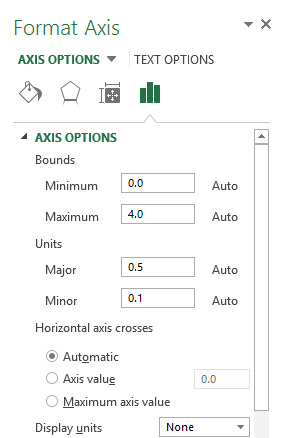 Format Axis
AXIS OPTIONS TEXT OPTIONS
AXIS OPTIONS
Bounds
Minimum 0.0 Auto
Maximum 4.0 Auto
Units
Major 0.5 Auto
Minor 0.1 Auto
Horizontal axis crosses
Automatic
Axis value 0.0
Maximum axis value
Display units None